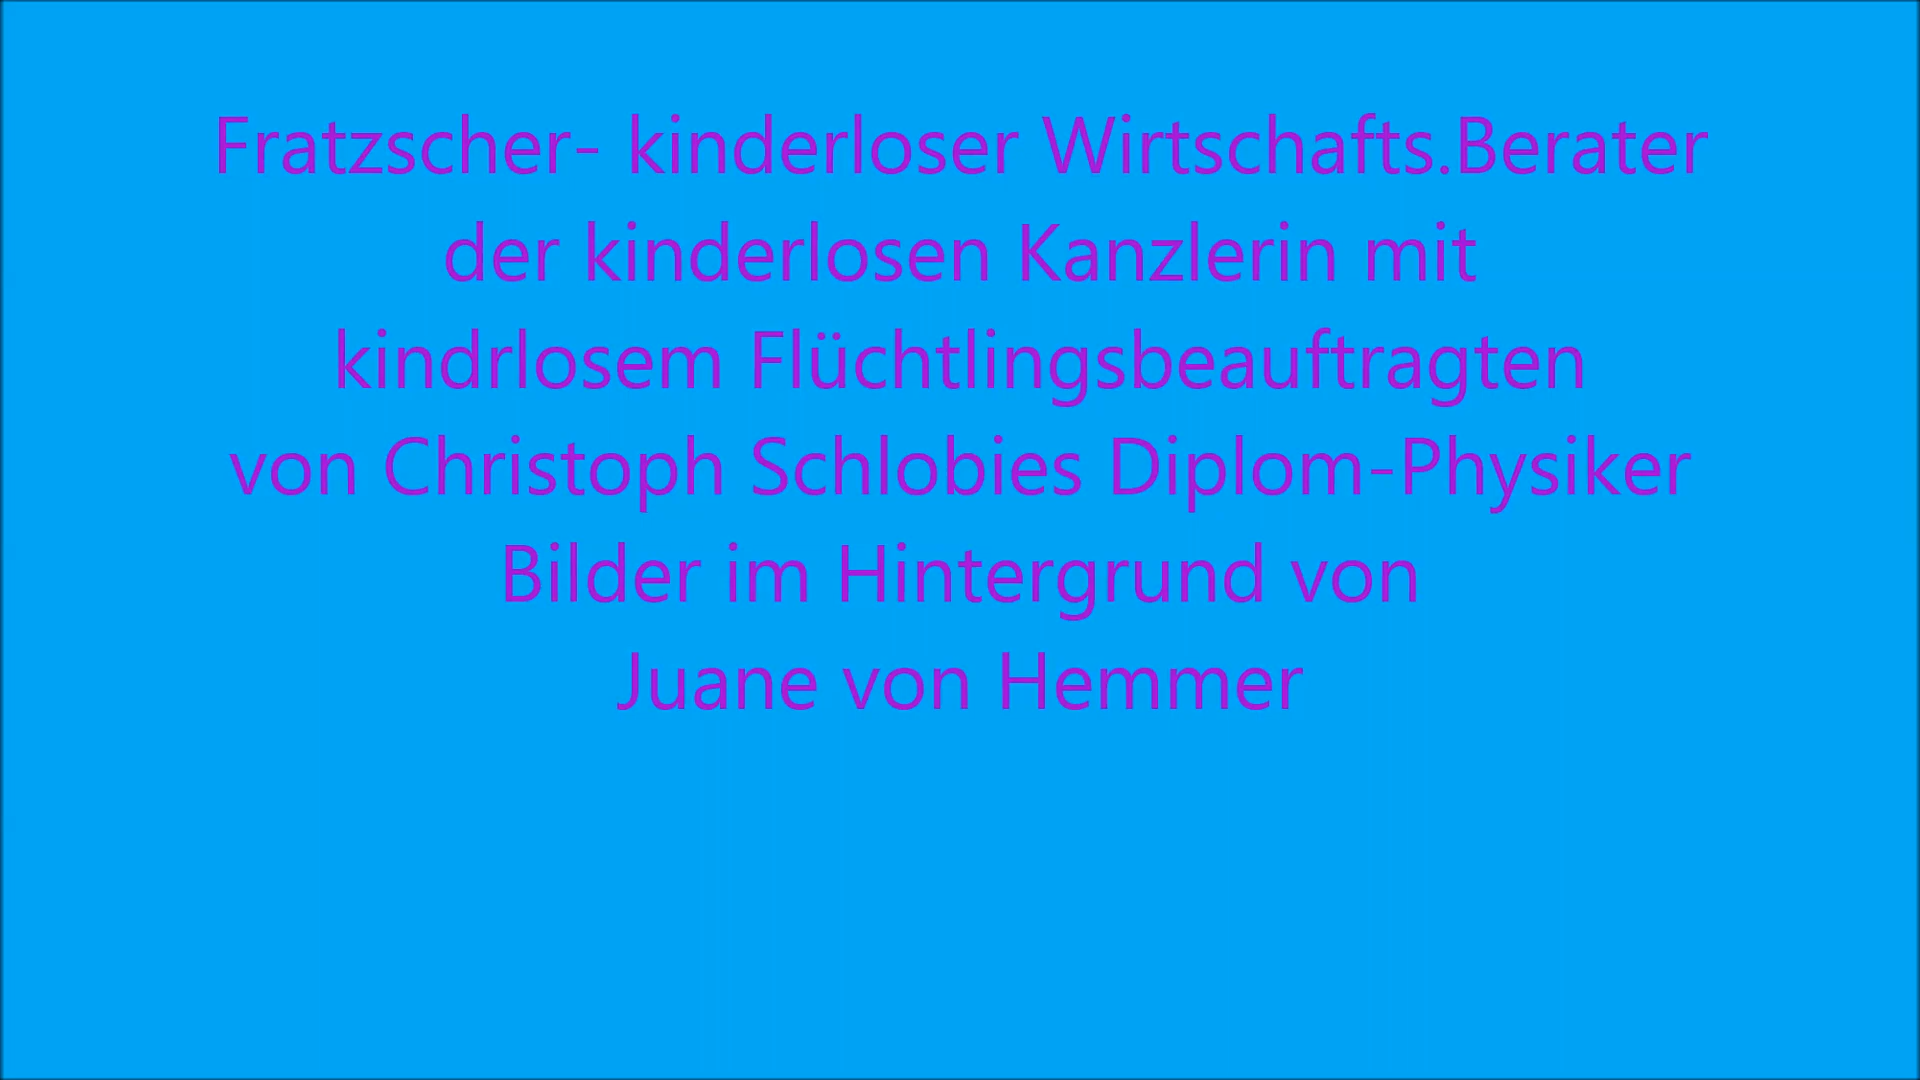 Fratzscher- kinderloser Wirtschafts.Berater
der kinderlosen Kanzlerin mit
kindrlosem Flüchtlingsbeauftragten
von Christoph Schlobies Diplom-Physiker
Bilder im Hintergrund von
Juane von Hemmer